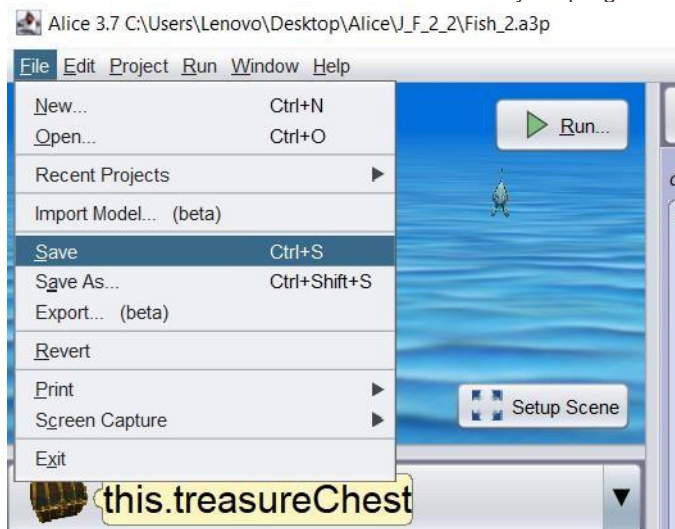 Alice 3.7 C:\Users\Lenovo\Desktop\Alice\J_F_2_2\Fish_2.a3p
File Edit Project Run Window Help
New... Ctrl+N
Open... Ctrl+O
Recent Projects
Import Model... (beta)
Save Ctrl+S
Save As... Ctrl+Shift+S
Export... (beta)
Revert
Print
Screen Capture
Exit
Run...
Setup Scene
this.treasureChest